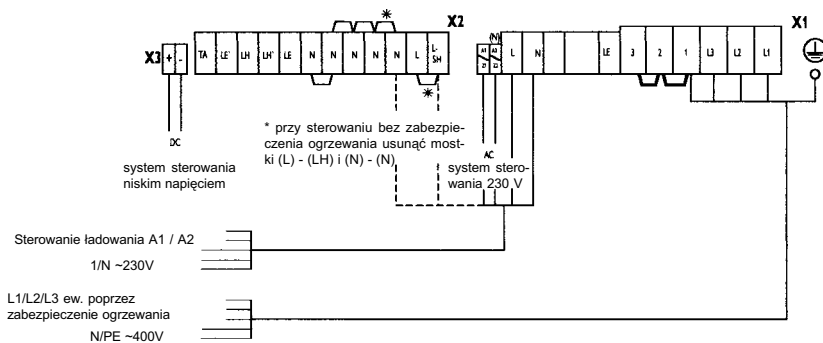 X2
X1
X3
+ -
TA LE` LH LH` LE N N N N N L L-SH
*
*
A1 A2 (N) L N LE 3 2 1 L3 L2 L1
Z1 Z2
DC
system sterowania
niskim napięciem
* przy sterowaniu bez zabezpie-
czenia ogrzewania usunąć most-
ki (L) - (LH) i (N) - (N)
AC
system stero-
wania 230 V
Sterowanie ładowania A1 / A2
1/N ~230V
L1/L2/L3 ew. poprzez
zabezpieczenie ogrzewania
N/PE ~400V